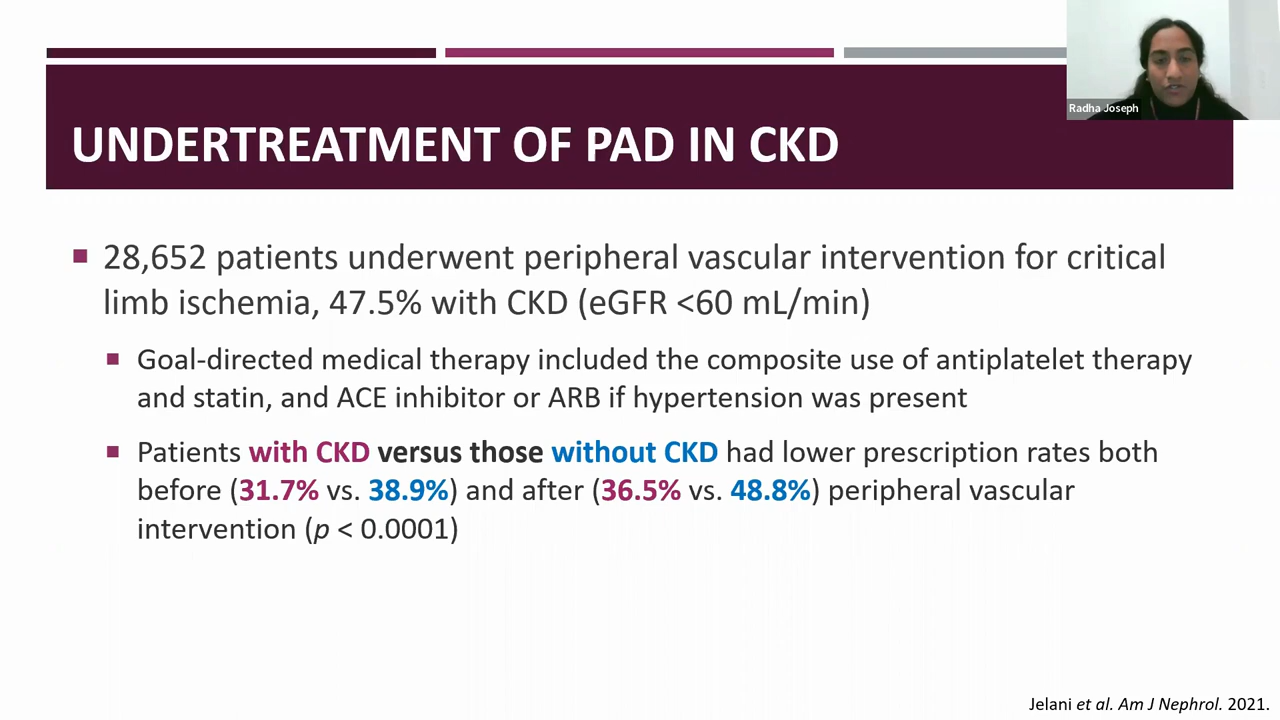 Radha Joseph
UNDERTREATMENT OF PAD IN CKD
28,652 patients underwent peripheral vascular intervention for critical
limb ischemia, 47.5% with CKD (eGFR <60 mL/min)
Goal-directed medical therapy included the composite use of antiplatelet therapy
and statin, and ACE inhibitor or ARB if hypertension was present
Patients with CKD versus those without CKD had lower prescription rates both
before (31.7% vs. 38.9%) and after (36.5% vs. 48.8%) peripheral vascular
intervention (p < 0.0001)
Jelani et al. Am J Nephrol. 2021.